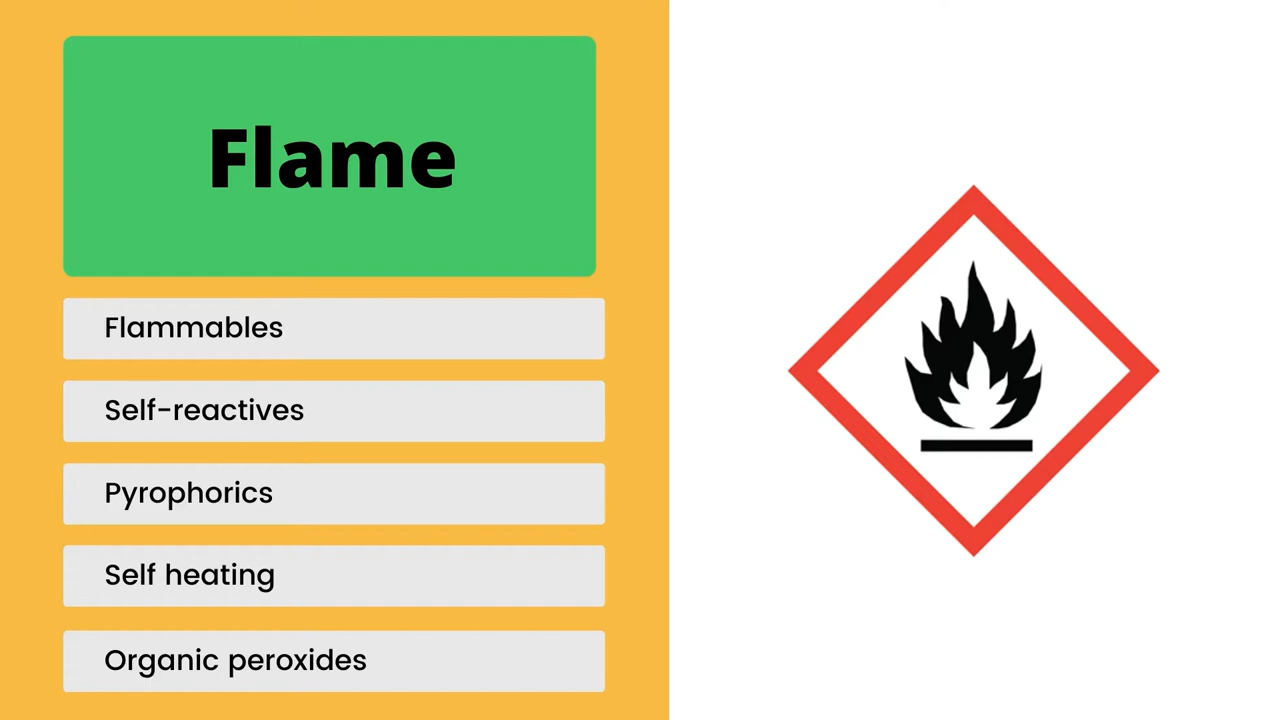 Flame
Flammables
Self-reactives
Pyrophorics
Self heating
Organic peroxides